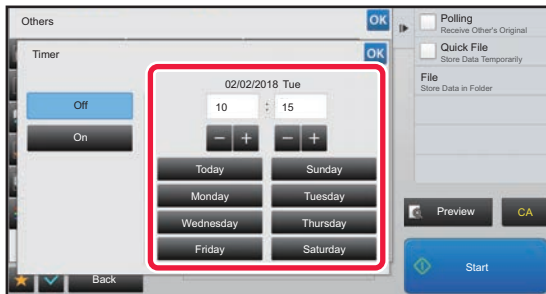 Others
OK
Timer
OK
Off
On
02/02/2018 Tue
10 : 15
− + − +
Today
Sunday
Monday
Tuesday
Wednesday
Thursday
Friday
Saturday
Back
Polling
Receive Other's Original
Quick File
Store Data Temporarily
File
Store Data in Folder
Preview
CA
Start